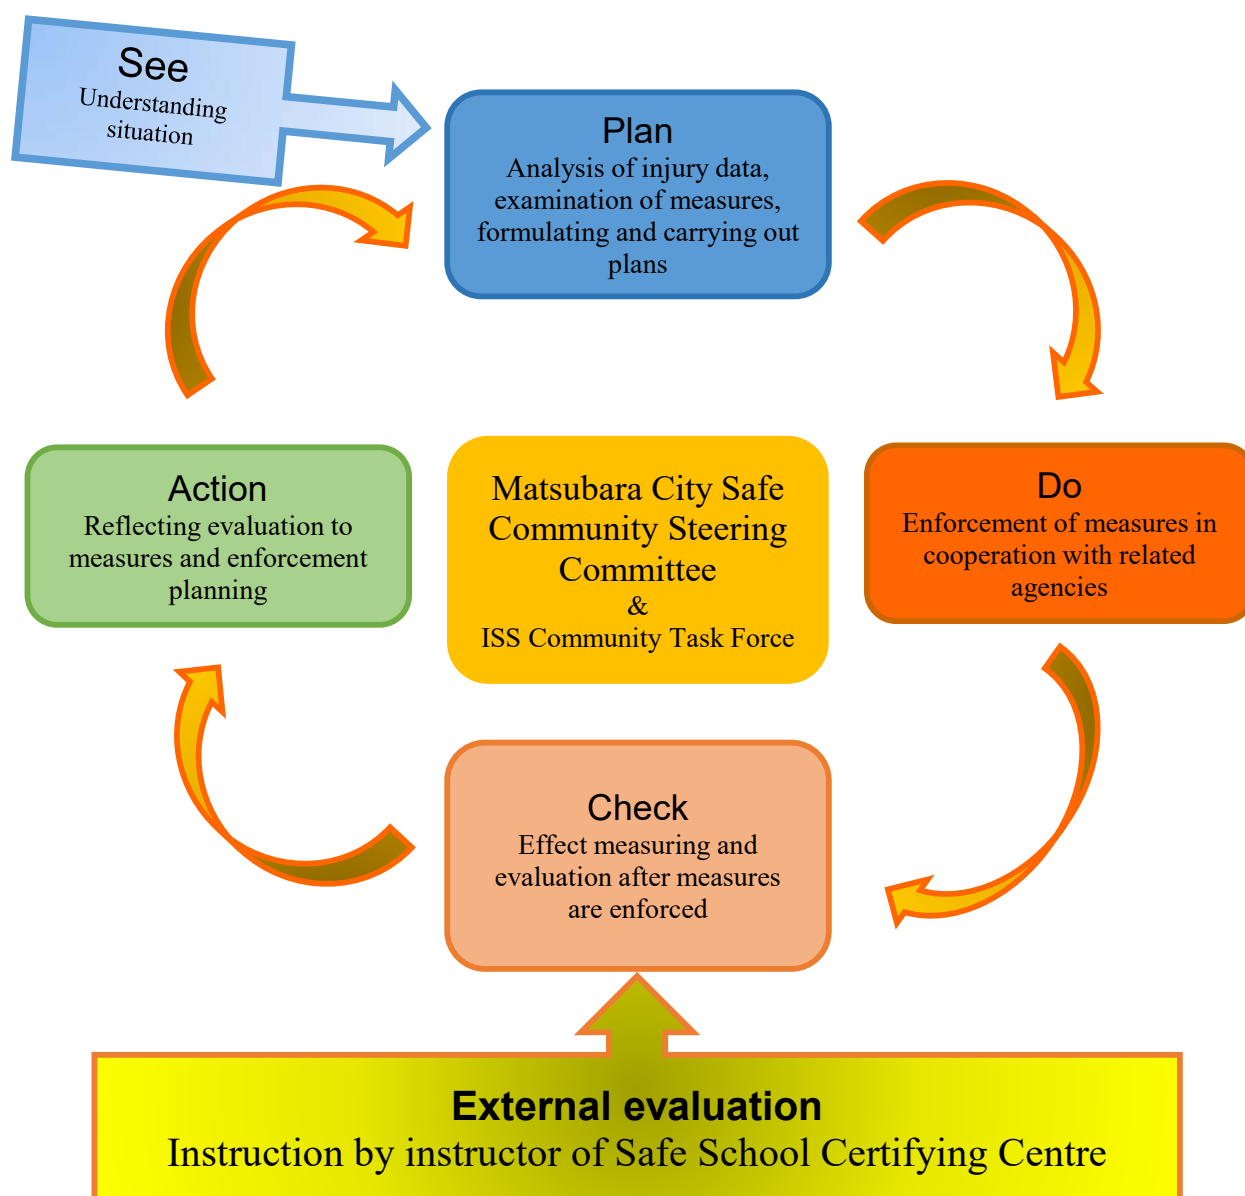 See
Understanding
situation
Plan
Analysis of injury data,
examination of measures,
formulating and carrying out
plans
Action
Reflecting evaluation to
measures and enforcement
planning
Matsubara City Safe
Community Steering
Committee
&
ISS Community Task Force
Do
Enforcement of measures in
cooperation with related
agencies
Check
Effect measuring and
evaluation after measures
are enforced
External evaluation
Instruction by instructor of Safe School Certifying Centre